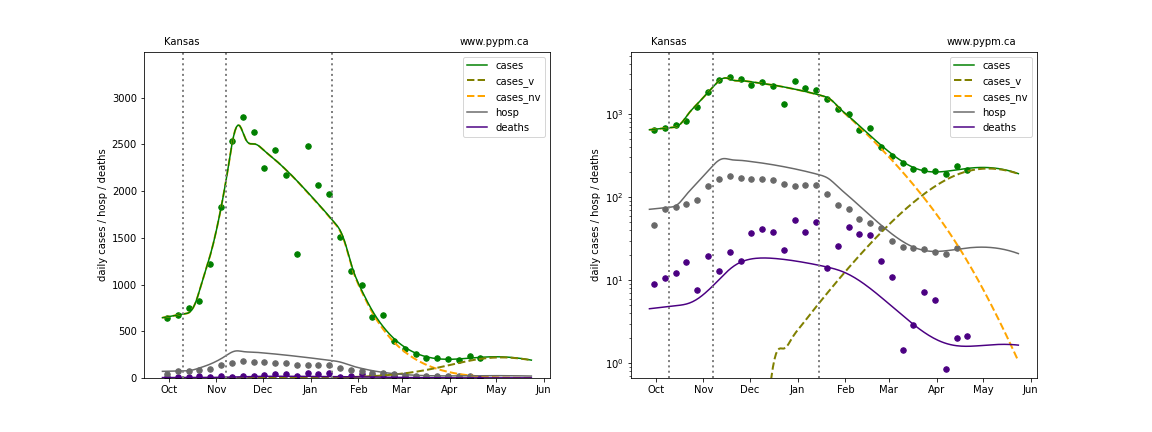 Kansas www.pypm.ca
cases
cases_v
cases_nv
hosp
deaths
daily cases / hosp / deaths
3000
2500
2000
1500
1000
500
0
Oct Nov Dec Jan Feb Mar Apr May Jun
Kansas www.pypm.ca
cases
cases_v
cases_nv
hosp
deaths
daily cases / hosp / deaths
10³
10²
10¹
10⁰
Oct Nov Dec Jan Feb Mar Apr May Jun